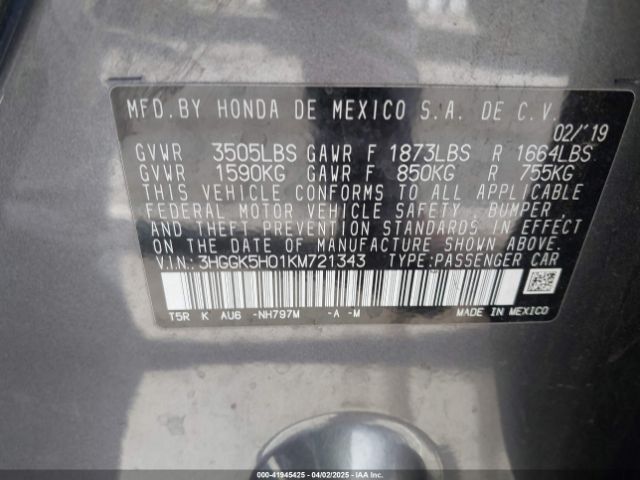 MFD. BY HONDA DE MEXICO S.A. DE C.V.
02/'19
GVWR 3505LBS GAWR F 1873LBS R 1664LBS
GVWR 1590KG GAWR F 850KG R 755KG
THIS VEHICLE CONFORMS TO ALL APPLICABLE
FEDERAL MOTOR VEHICLE SAFETY, BUMPER,
AND THEFT PREVENTION STANDARDS IN EFFECT
ON THE DATE OF MANUFACTURE SHOWN ABOVE.
VIN: 3HGGK5H01KM721343 TYPE:PASSENGER CAR
T5R K AU6 -NH797M -A -M MADE IN MEXICO
000-41945425 - 04/02/2025 - IAAIT